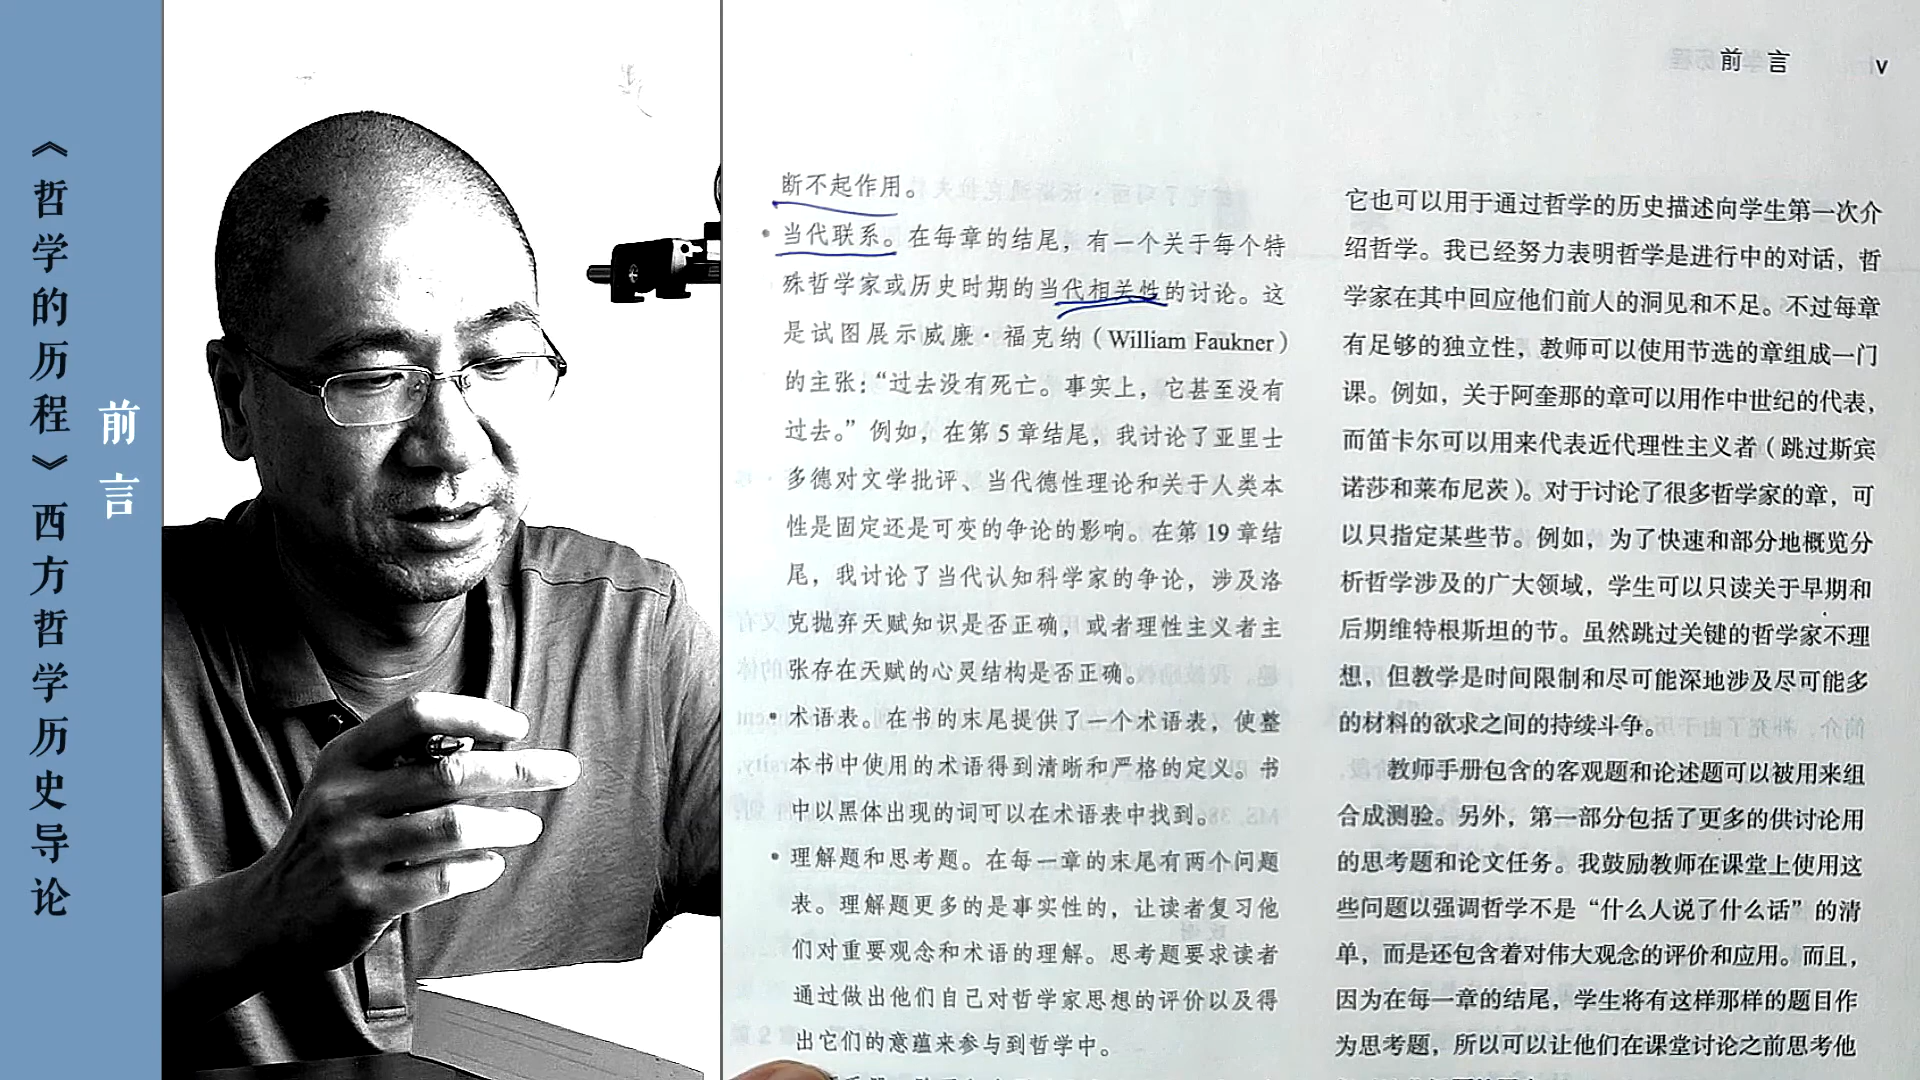 《哲学的历程》西方哲学历史导论
前言
前 言
v
断不起作用。
• 当代联系。在每章的结尾，有一个关于每个特
殊哲学家或历史时期的当代相关性的讨论。这
是试图展示威廉·福克纳（William Faukner）
的主张：“过去没有死亡。事实上，它甚至没有
过去。”例如，在第 5 章结尾，我讨论了亚里士
多德对文学批评、当代德性理论和关于人类本
性是固定还是可变的争论的影响。在第 19 章结
尾，我讨论了当代认知科学家的争论，涉及洛
克抛弃天赋知识是否正确，或者理性主义者主
张存在天赋的心灵结构是否正确。
• 术语表。在书的末尾提供了一个术语表，使整
本书中使用的术语得到清晰和严格的定义。书
中以黑体出现的词可以在术语表中找到。
• 理解题和思考题。在每一章的末尾有两个问题
表。理解题更多的是事实性的，让读者复习他
们对重要观念和术语的理解。思考题要求读者
通过做出他们自己对哲学家思想的评价以及得
出它们的意蕴来参与到哲学中。
它也可以用于通过哲学的历史描述向学生第一次介
绍哲学。我已经努力表明哲学是进行中的对话，哲
学家在其中回应他们前人的洞见和不足。不过每章
有足够的独立性，教师可以使用节选的章组成一门
课。例如，关于阿奎那的章可以用作中世纪的代表，
而笛卡尔可以用来代表近代理性主义者（跳过斯宾
诺莎和莱布尼茨）。对于讨论了很多哲学家的章，可
以只指定某些节。例如，为了快速和部分地概览分
析哲学涉及的广大领域，学生可以只读关于早期和
后期维特根斯坦的节。虽然跳过关键的哲学家不理
想，但教学是时间限制和尽可能深地涉及尽可能多
的材料的欲求之间的持续斗争。
教师手册包含的客观题和论述题可以被用来组
合成测验。另外，第一部分包括了更多的供讨论用
的思考题和论文任务。我鼓励教师在课堂上使用这
些问题以强调哲学不是“什么人说了什么话”的清
单，而是还包含着对伟大观念的评价和应用。而且，
因为在每一章的结尾，学生将有这样那样的题目作
为思考题，所以可以让他们在课堂讨论之前思考他